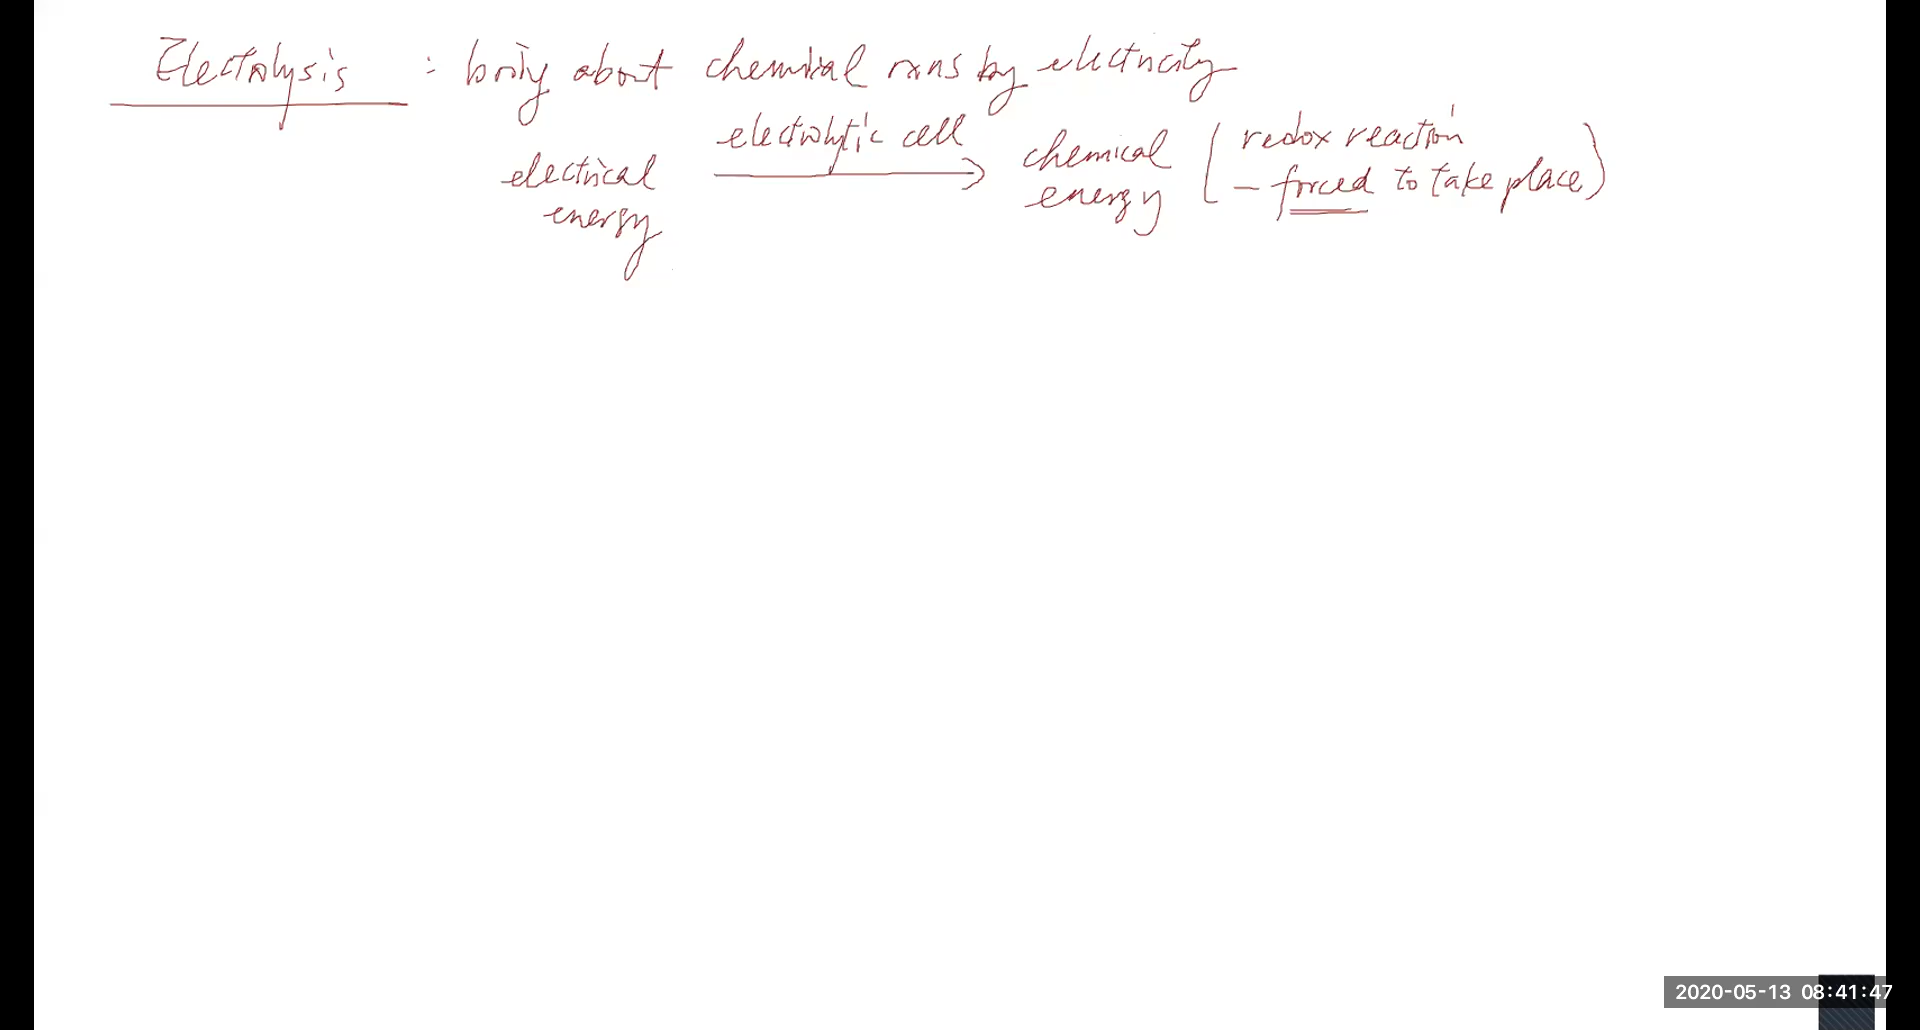 Electrolysis : bring about chemical rxns by electricity
electrical energy
electrolytic cell
chemical energy
( redox reaction
– forced to take place )
2020-05-13 08:41:47